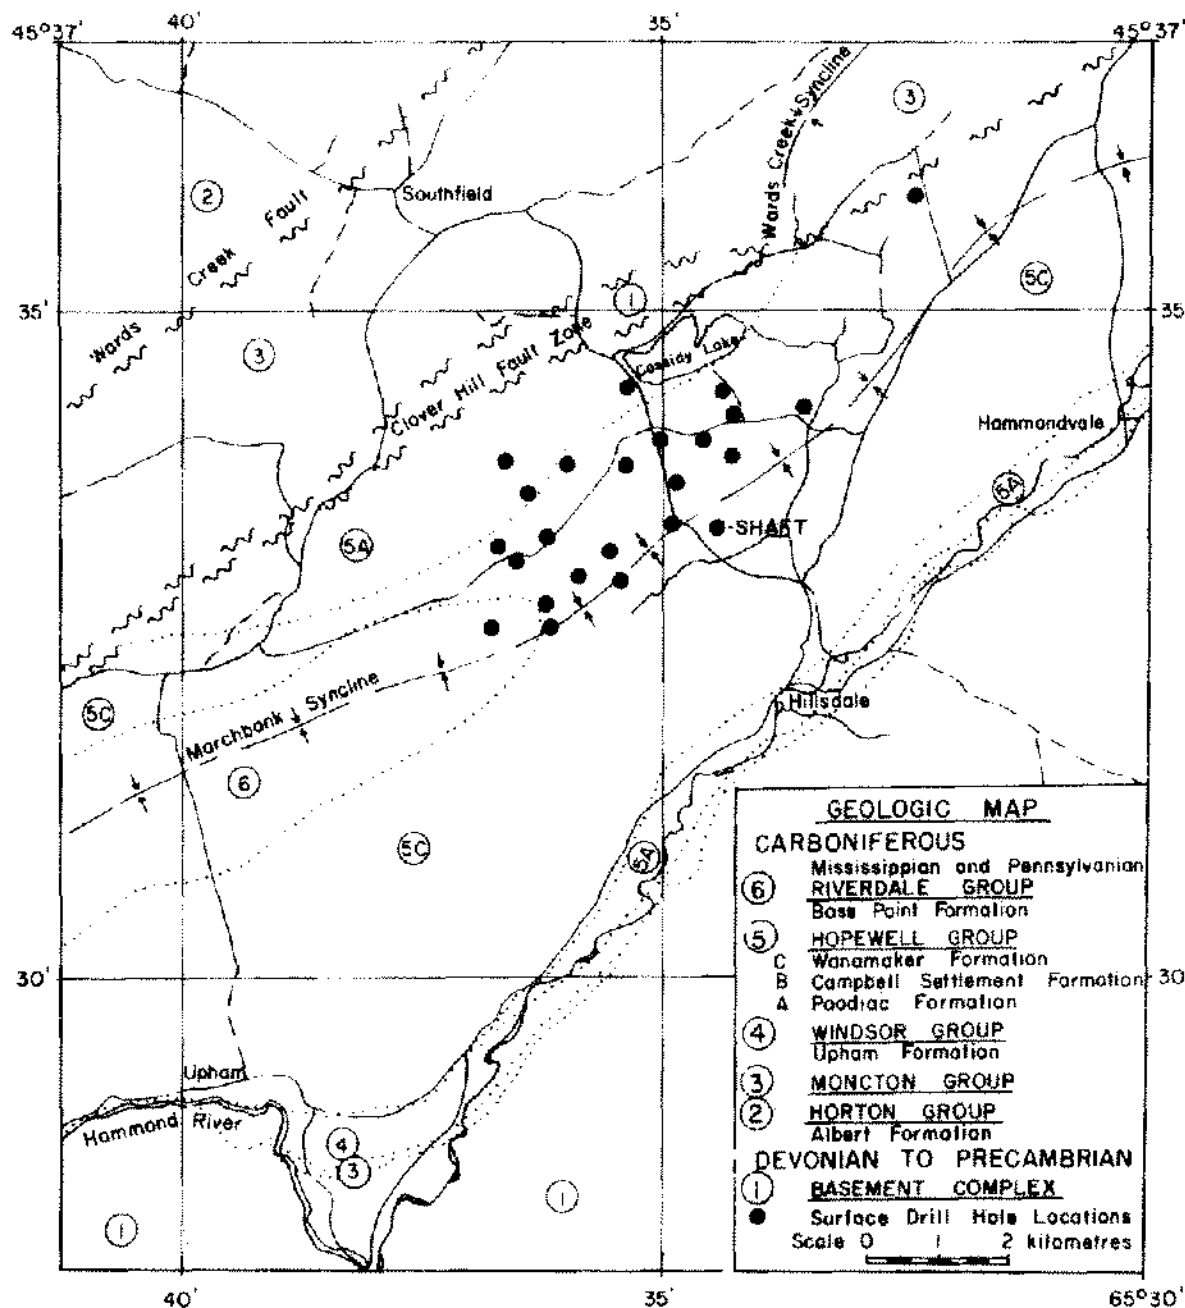 45°37' 40' 35' 45°37'
3
Wards Creek Syncline
2
Southfield
Wards Creek Fault
5C
35' 1 35
3
Clover Hill Fault Zone
Cassidy Lake
Hammondvale
5A
SHAFT
5A
5C
Marchbank Syncline
Hillsdale
6
5C
5A
30' 30
Upham
Hammond River
4
3
1
1
40' 35' 65°30'
GEOLOGIC MAP
CARBONIFEROUS
Mississippian and Pennsylvanian
6 RIVERDALE GROUP
Bass Point Formation
5 HOPEWELL GROUP
C Wanamaker Formation
B Campbell Settlement Formation
A Poodiac Formation
4 WINDSOR GROUP
Upham Formation
3 MONCTON GROUP
2 HORTON GROUP
Albert Formation
DEVONIAN TO PRECAMBRIAN
1 BASEMENT COMPLEX
Surface Drill Hole Locations
Scale 0 1 2 kilometres